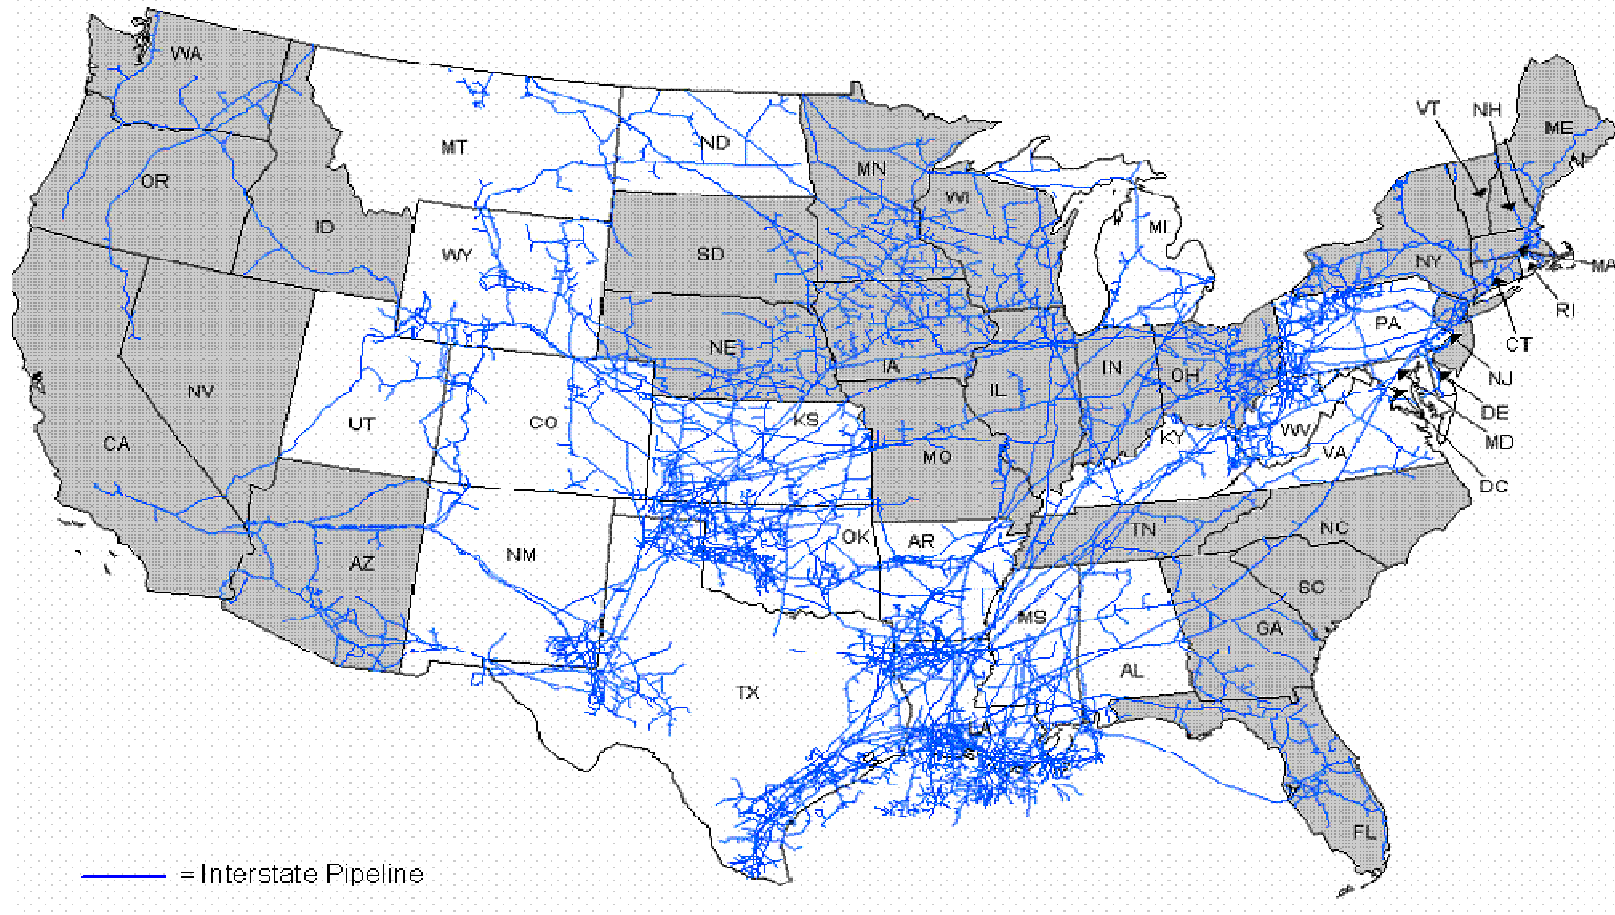 WA
MT
ND
MN
VT
NH
ME
OR
ID
WY
SD
WI
MI
NY
MA
RI
CT
PA
NE
IA
IL
IN
OH
NJ
DE
MD
DC
NV
UT
CO
KS
MO
KY
WV
VA
CA
AZ
NM
OK
AR
TN
NC
SC
MS
GA
AL
TX
LA
FL
= Interstate Pipeline